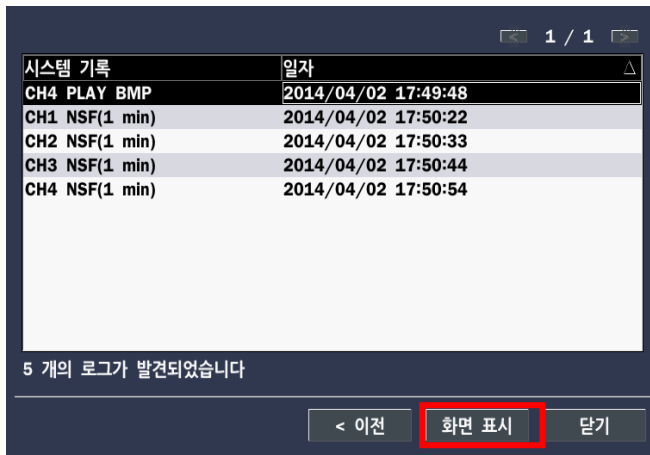 < 1 / 1 >
시스템 기록 일자 △
CH4 PLAY BMP 2014/04/02 17:49:48
CH1 NSF(1 min) 2014/04/02 17:50:22
CH2 NSF(1 min) 2014/04/02 17:50:33
CH3 NSF(1 min) 2014/04/02 17:50:44
CH4 NSF(1 min) 2014/04/02 17:50:54
5 개의 로그가 발견되었습니다
< 이전 화면 표시 닫기